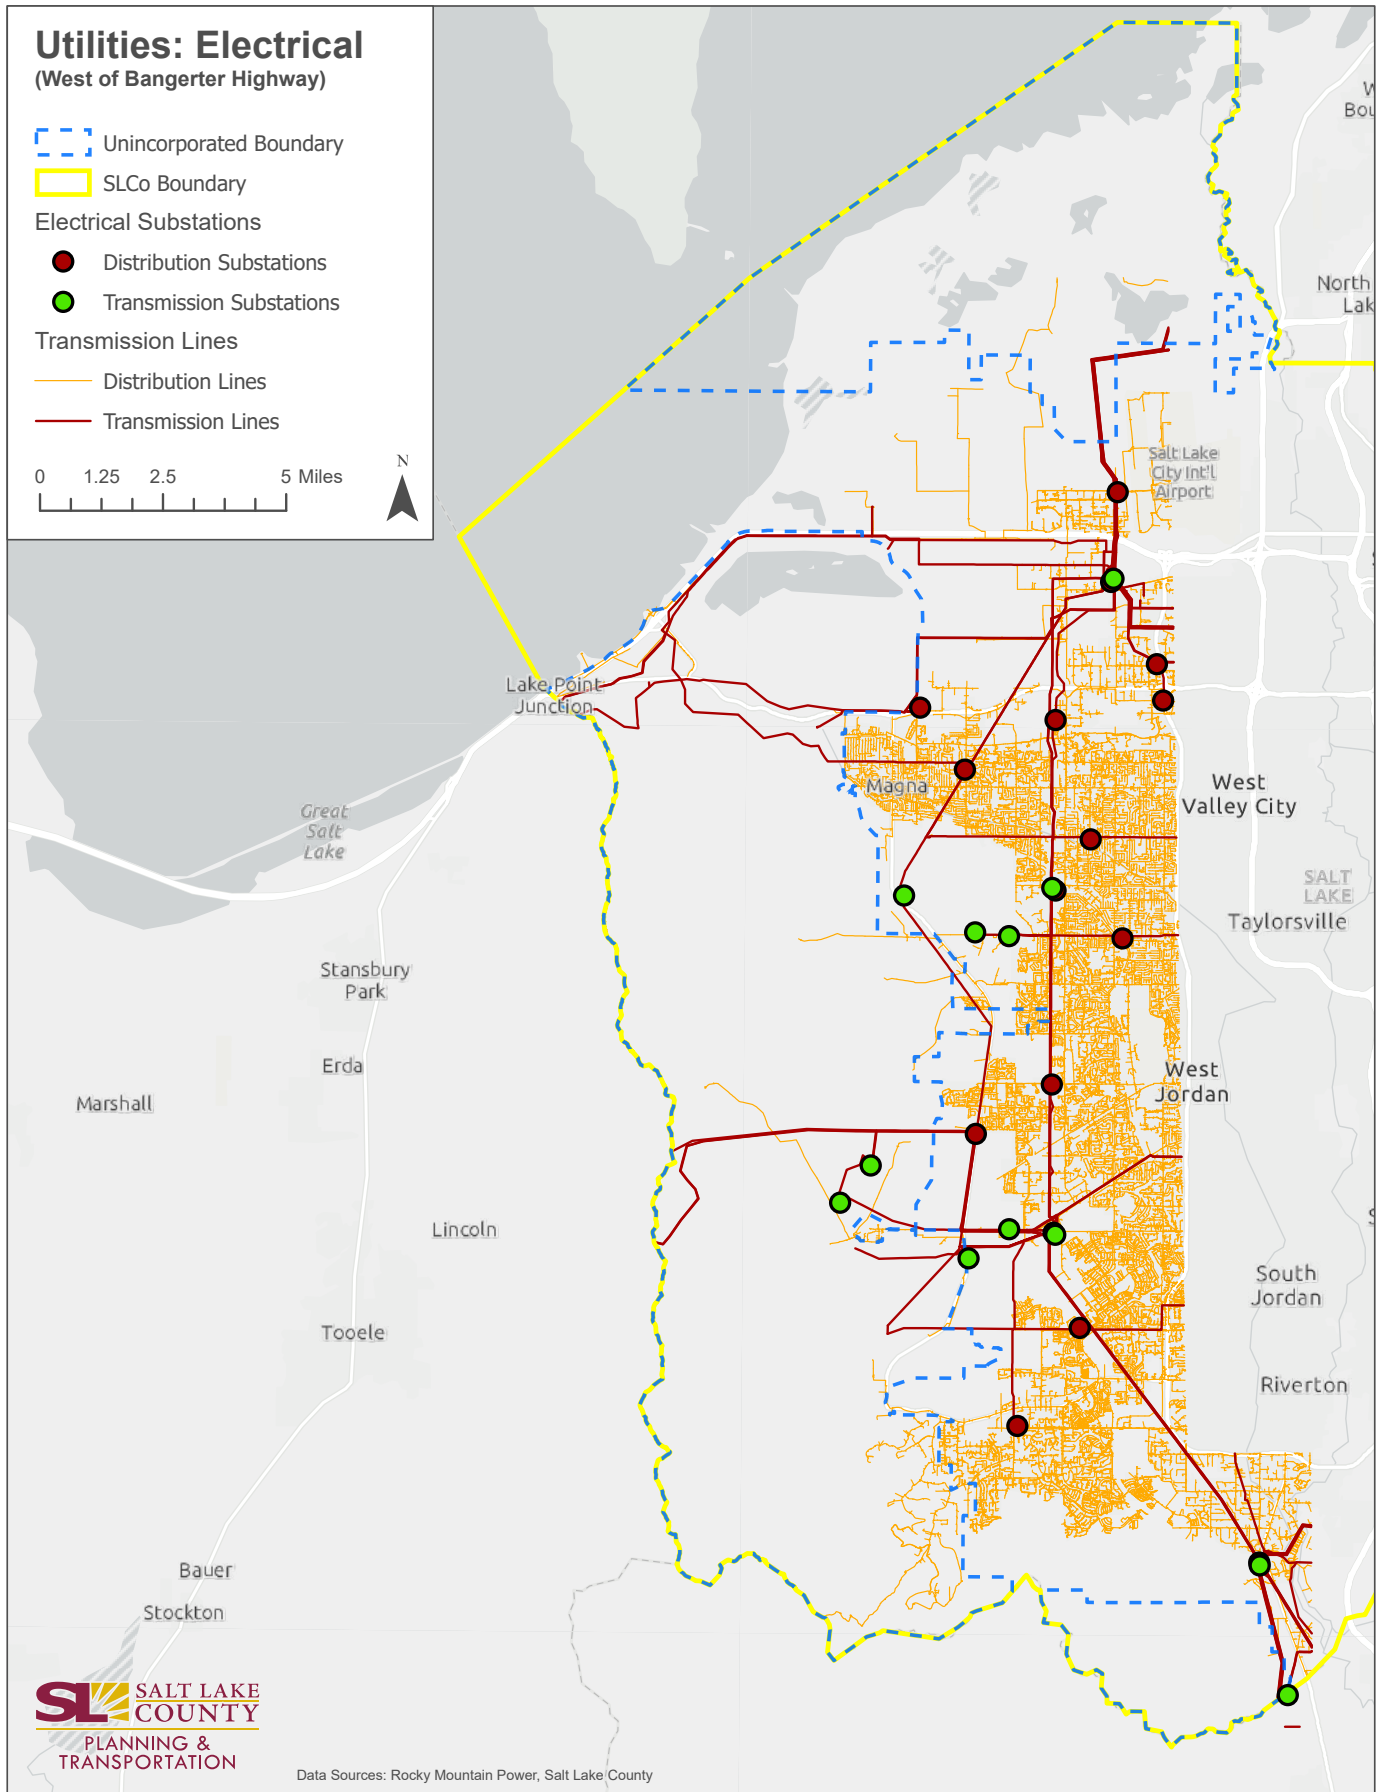 Utilities: Electrical
(West of Bangerter Highway)
Unincorporated Boundary
SLCo Boundary
Electrical Substations
Distribution Substations
Transmission Substations
Transmission Lines
Distribution Lines
Transmission Lines
0 1.25 2.5 5 Miles
N
North
Salt Lake
City Int'l
Airport
Lake Point
Junction
Magna
West
Valley City
Great
Salt
Lake
SALT
LAKE
Taylorsville
Stansbury
Park
Erda
Marshall
West
Jordan
Lincoln
South
Jordan
Tooele
Riverton
Bauer
Stockton
SL SALT LAKE
COUNTY
PLANNING &
TRANSPORTATION
Data Sources: Rocky Mountain Power, Salt Lake County